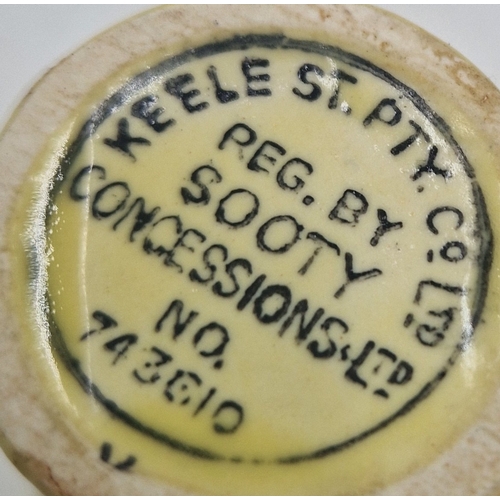 KEELE ST. PTY. CO LTD
REG. BY
SOOTY
CONCESSIONS. LTD
NO.
743610